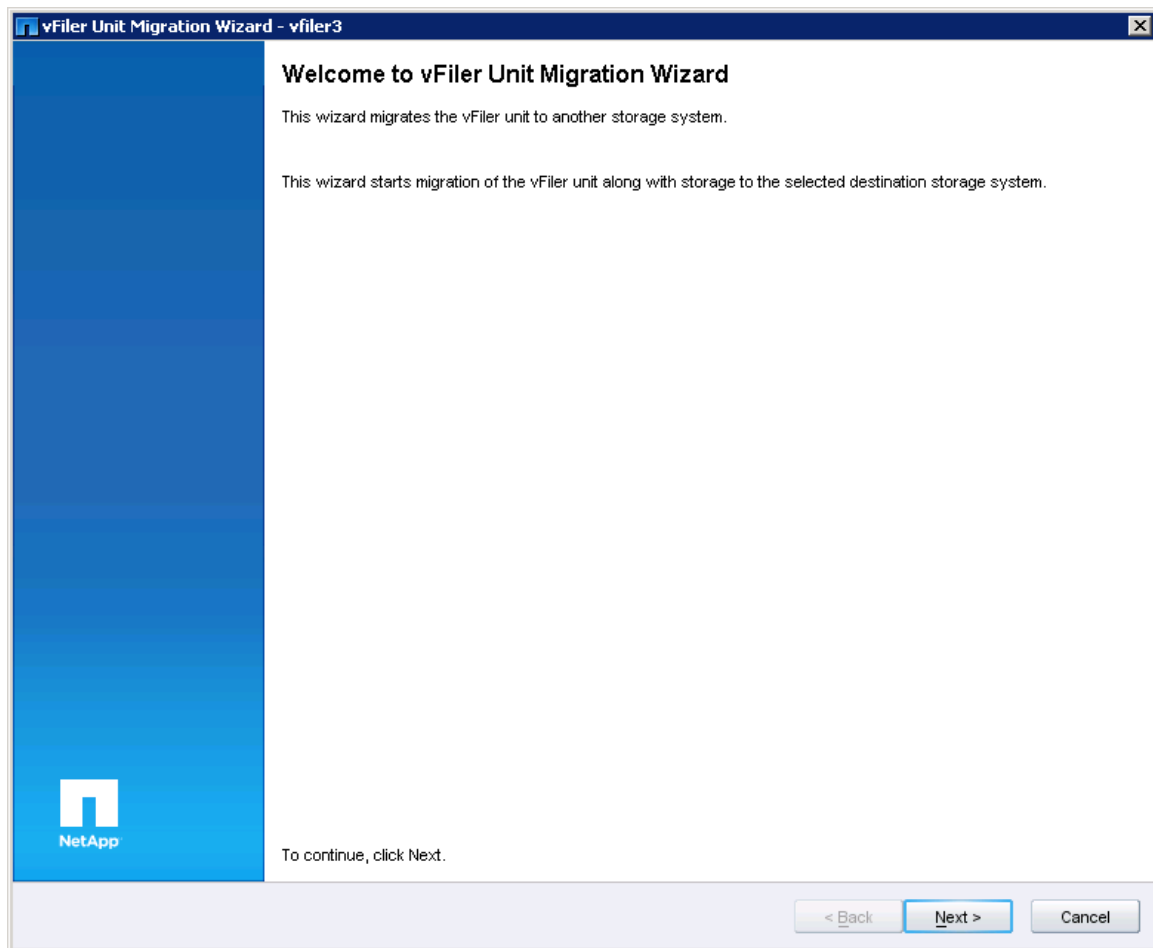 vFiler Unit Migration Wizard - vfiler3
Welcome to vFiler Unit Migration Wizard
This wizard migrates the vFiler unit to another storage system.
This wizard starts migration of the vFiler unit along with storage to the selected destination storage system.
NetApp
To continue, click Next.
< Back Next > Cancel